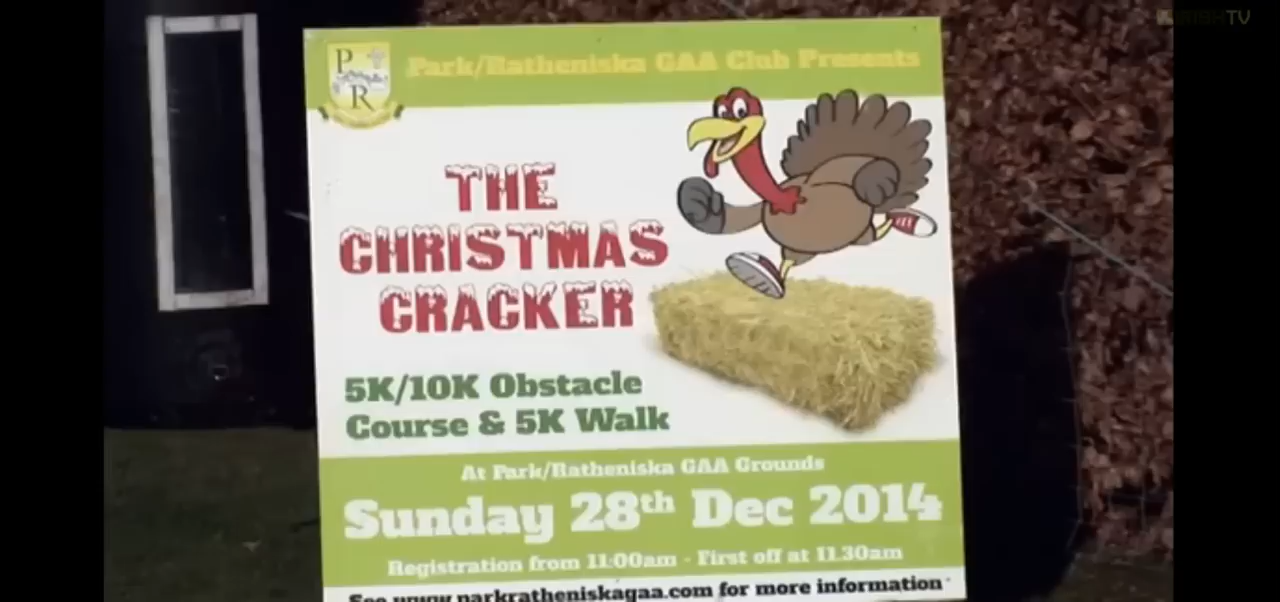 IRISHTV
P
R
Park/Ratheniska GAA Club Presents
THE
CHRISTMAS
CRACKER
5K/10K Obstacle
Course & 5K Walk
At Park/Ratheniska GAA Grounds
Sunday 28th Dec 2014
Registration from 11:00am - First off at 11.30am
See www.parkratheniskagaa.com for more information